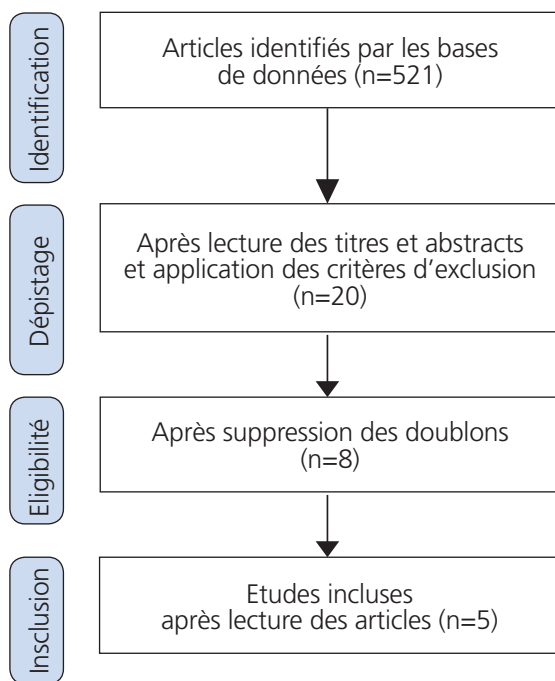 Identification
Articles identifiés par les bases
de données (n=521)
Dépistage
Après lecture des titres et abstracts
et application des critères d'exclusion
(n=20)
Eligibilité
Après suppression des doublons
(n=8)
Insclusion
Etudes incluses
après lecture des articles (n=5)